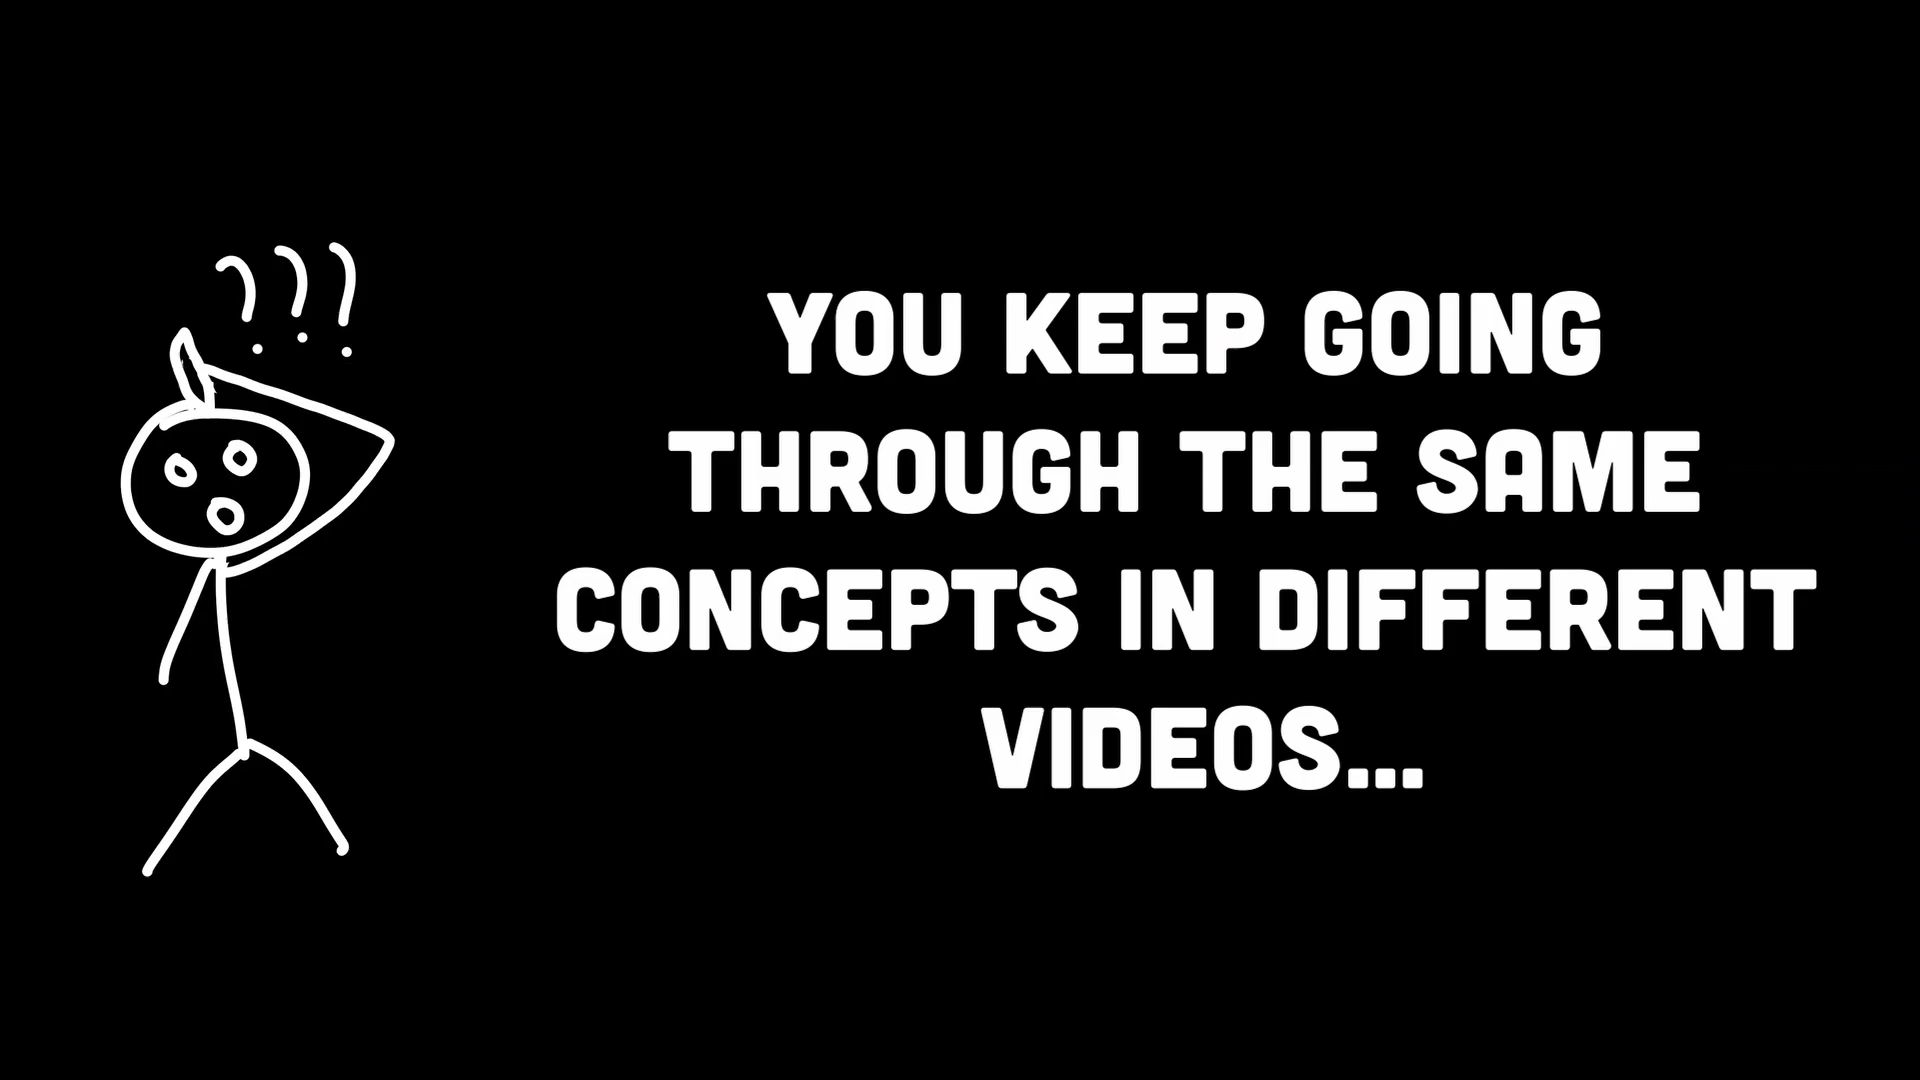 ???
YOU KEEP GOING
THROUGH THE SAME
CONCEPTS IN DIFFERENT
VIDEOS...